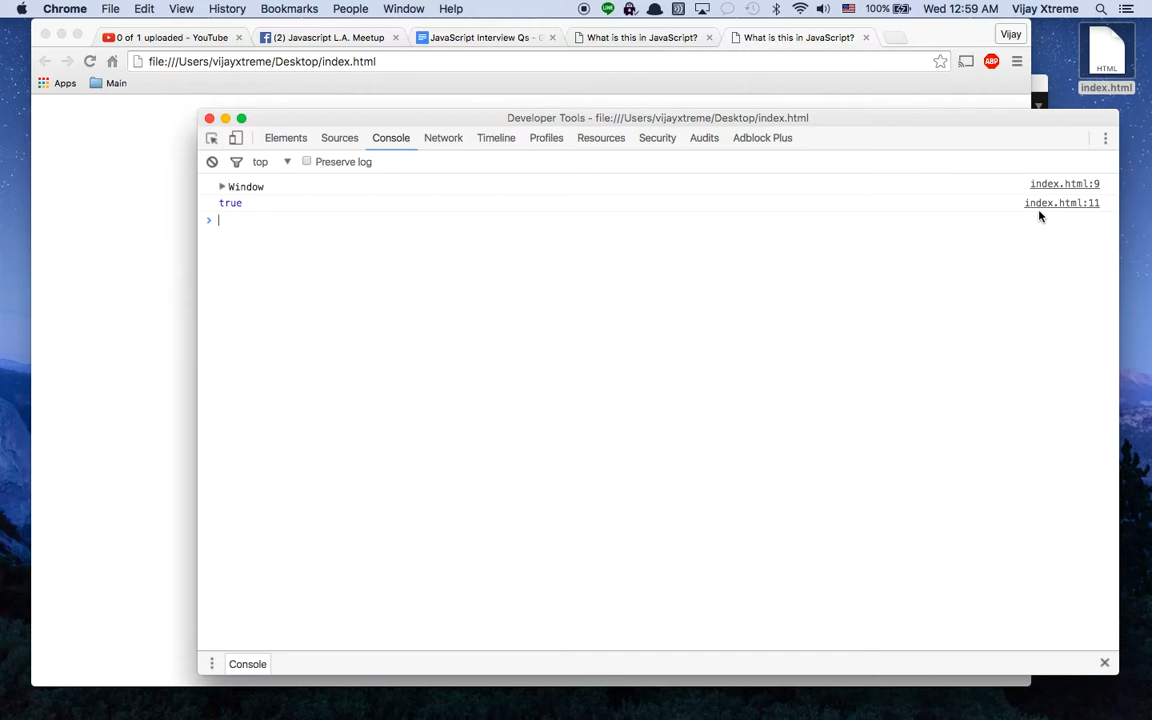 Chrome File Edit View History Bookmarks People Window Help 100% Wed 12:59 AM Vijay Xtreme
0 of 1 uploaded - YouTube (2) Javascript L.A. Meetup JavaScript Interview Qs - G What is this in JavaScript? What is this in JavaScript? Vijay
file:///Users/vijayxtreme/Desktop/index.html ABP
Apps Main
HTML
index.html
Developer Tools - file:///Users/vijayxtreme/Desktop/index.html
Elements Sources Console Network Timeline Profiles Resources Security Audits Adblock Plus
top Preserve log
Window index.html:9
true index.html:11
Console